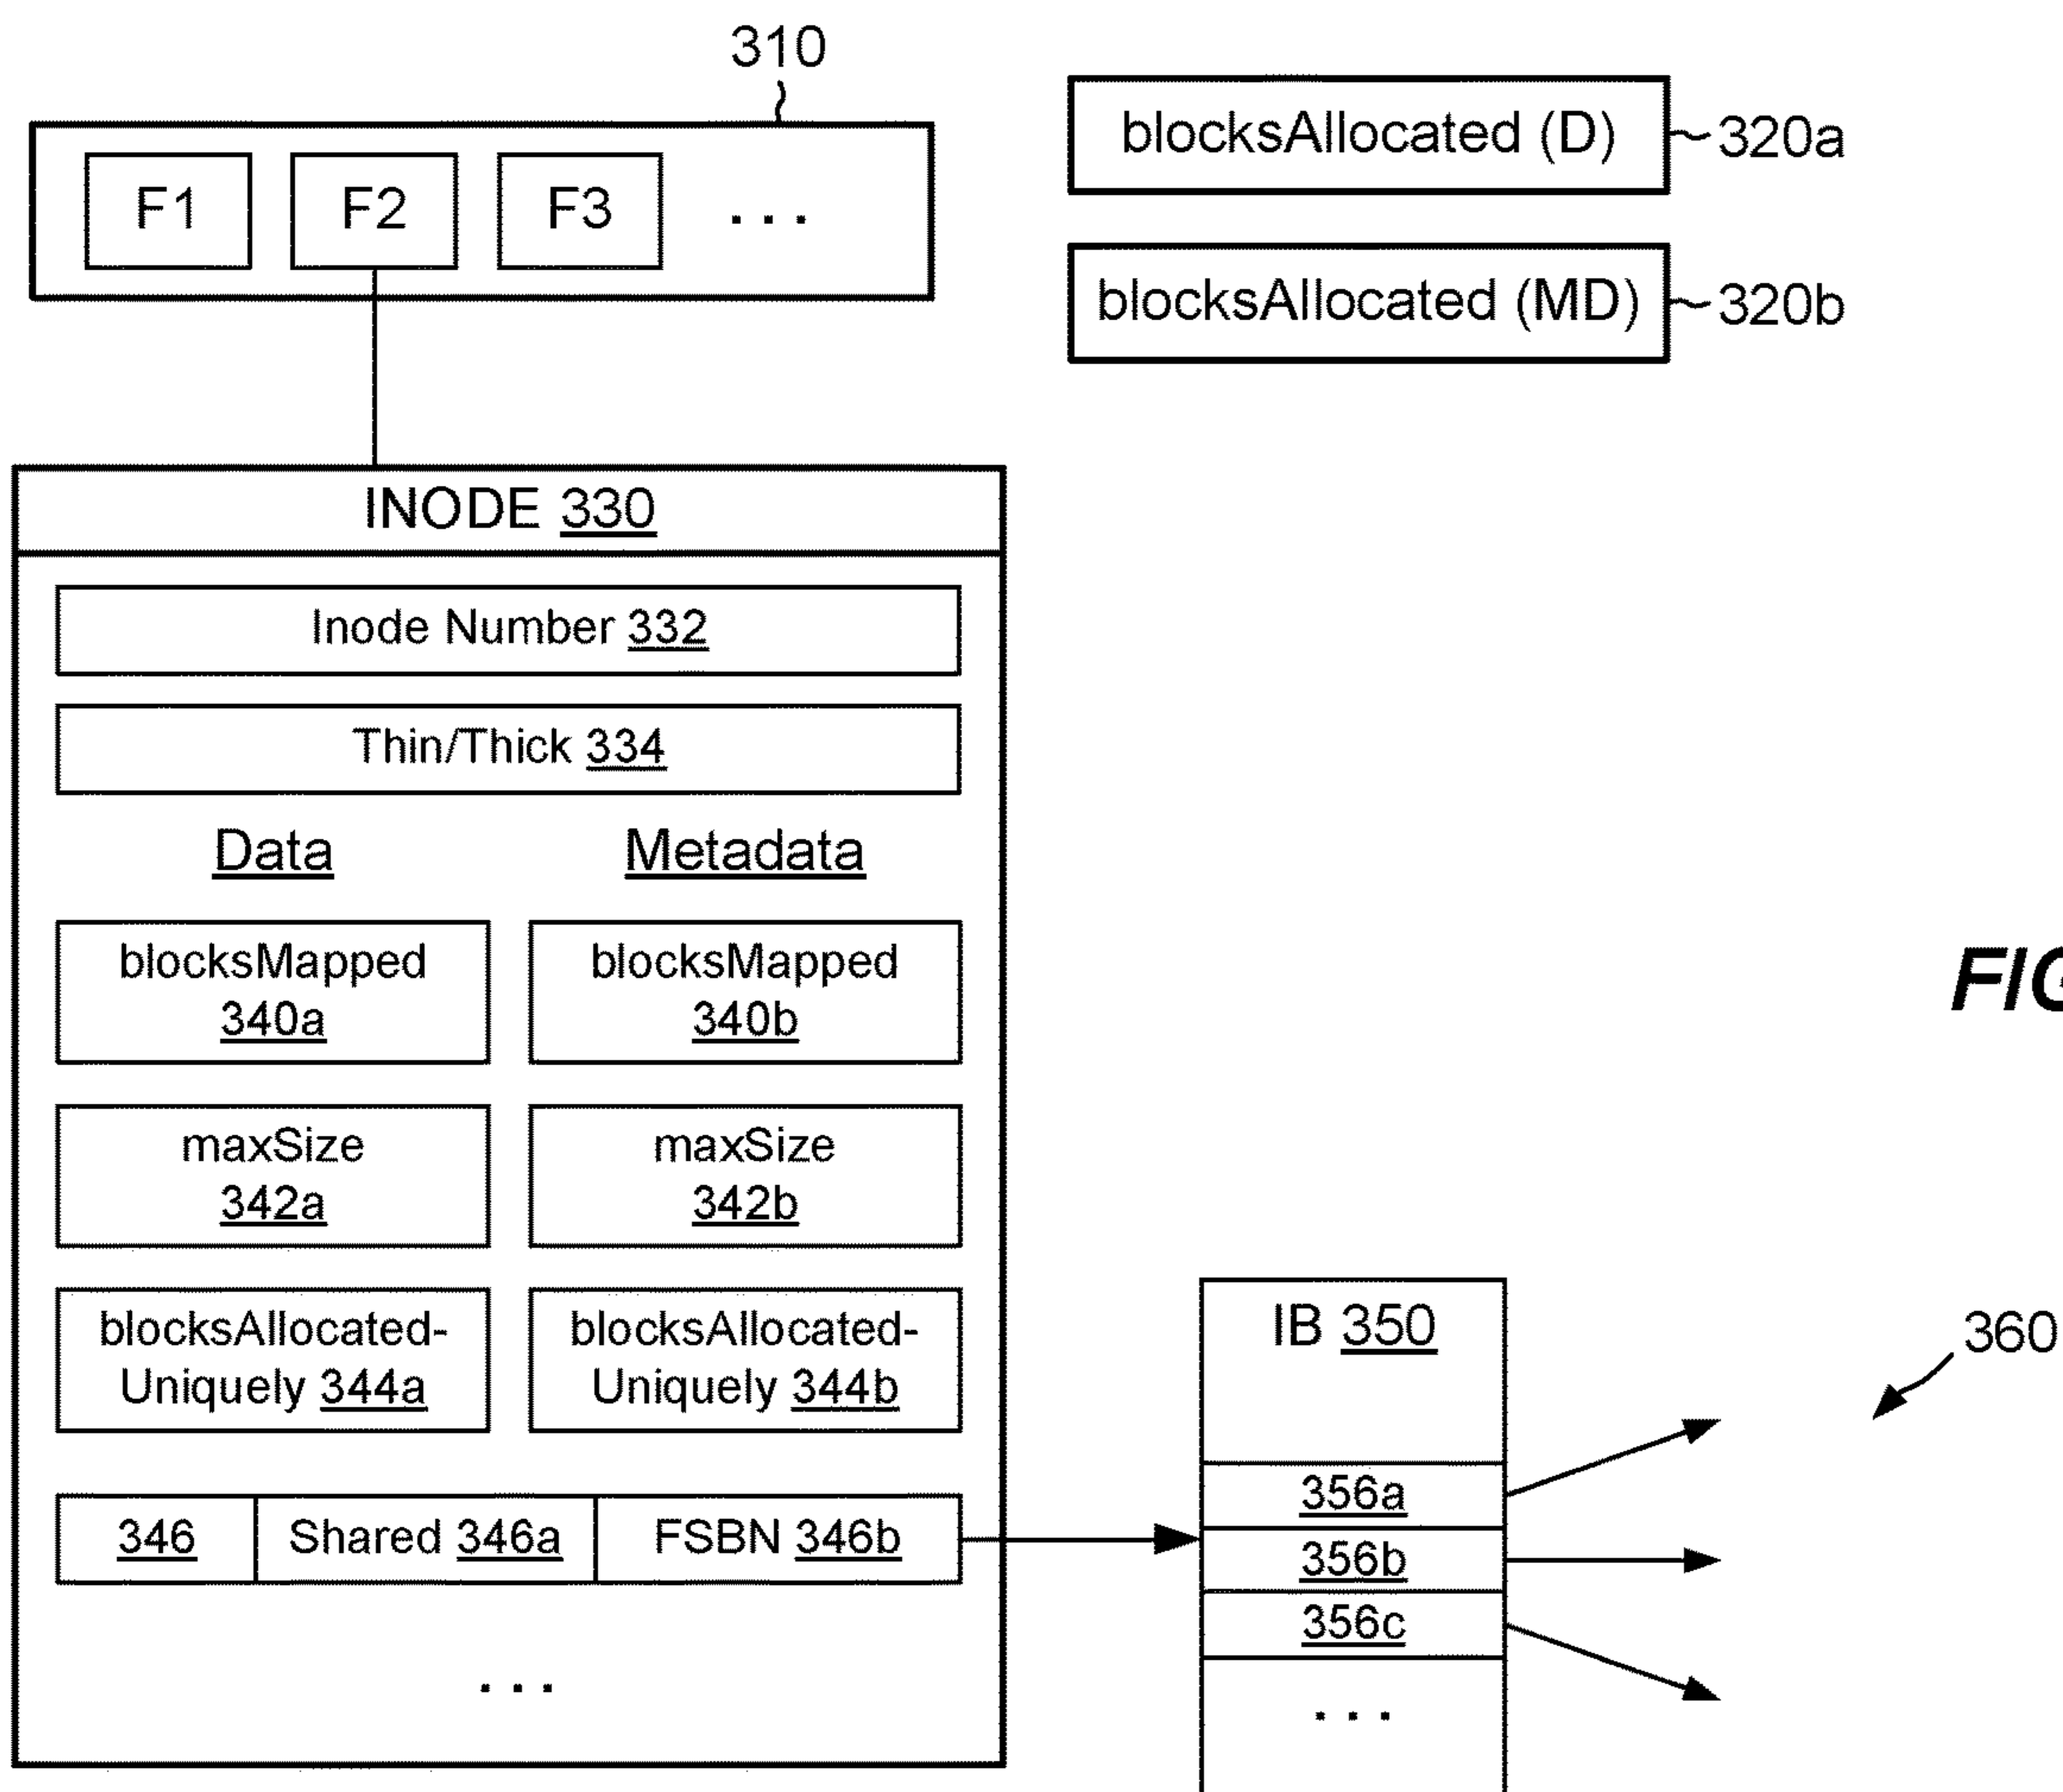 310
F1 F2 F3 . . .
blocksAllocated (D) 320a
blocksAllocated (MD) 320b
INODE 330
Inode Number 332
Thin/Thick 334
Data Metadata
blocksMapped
340a
blocksMapped
340b
maxSize
342a
maxSize
342b
blocksAllocated-
Uniquely 344a
blocksAllocated-
Uniquely 344b
346 Shared 346a FSBN 346b
. . .
IB 350
356a
356b
356c
. . .
360
FIG